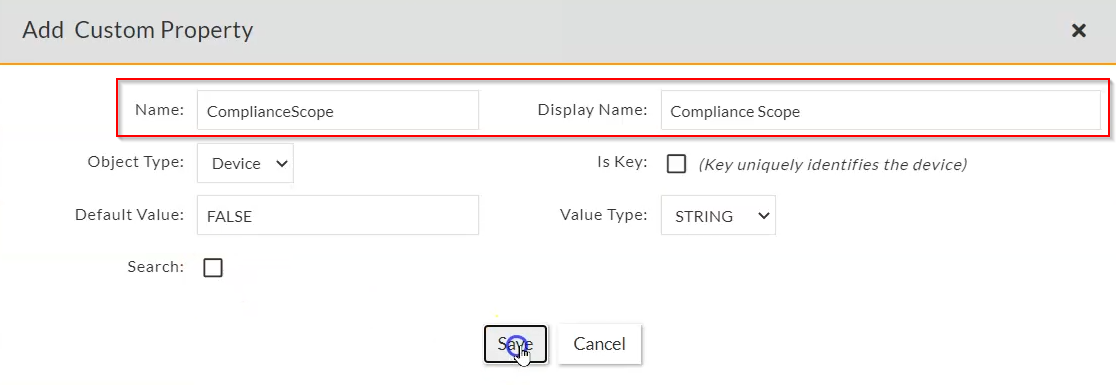 Add Custom Property
Name: ComplianceScope Display Name: Compliance Scope
Object Type: Device Is Key: (Key uniquely identifies the device)
Default Value: FALSE Value Type: STRING
Search:
Save Cancel